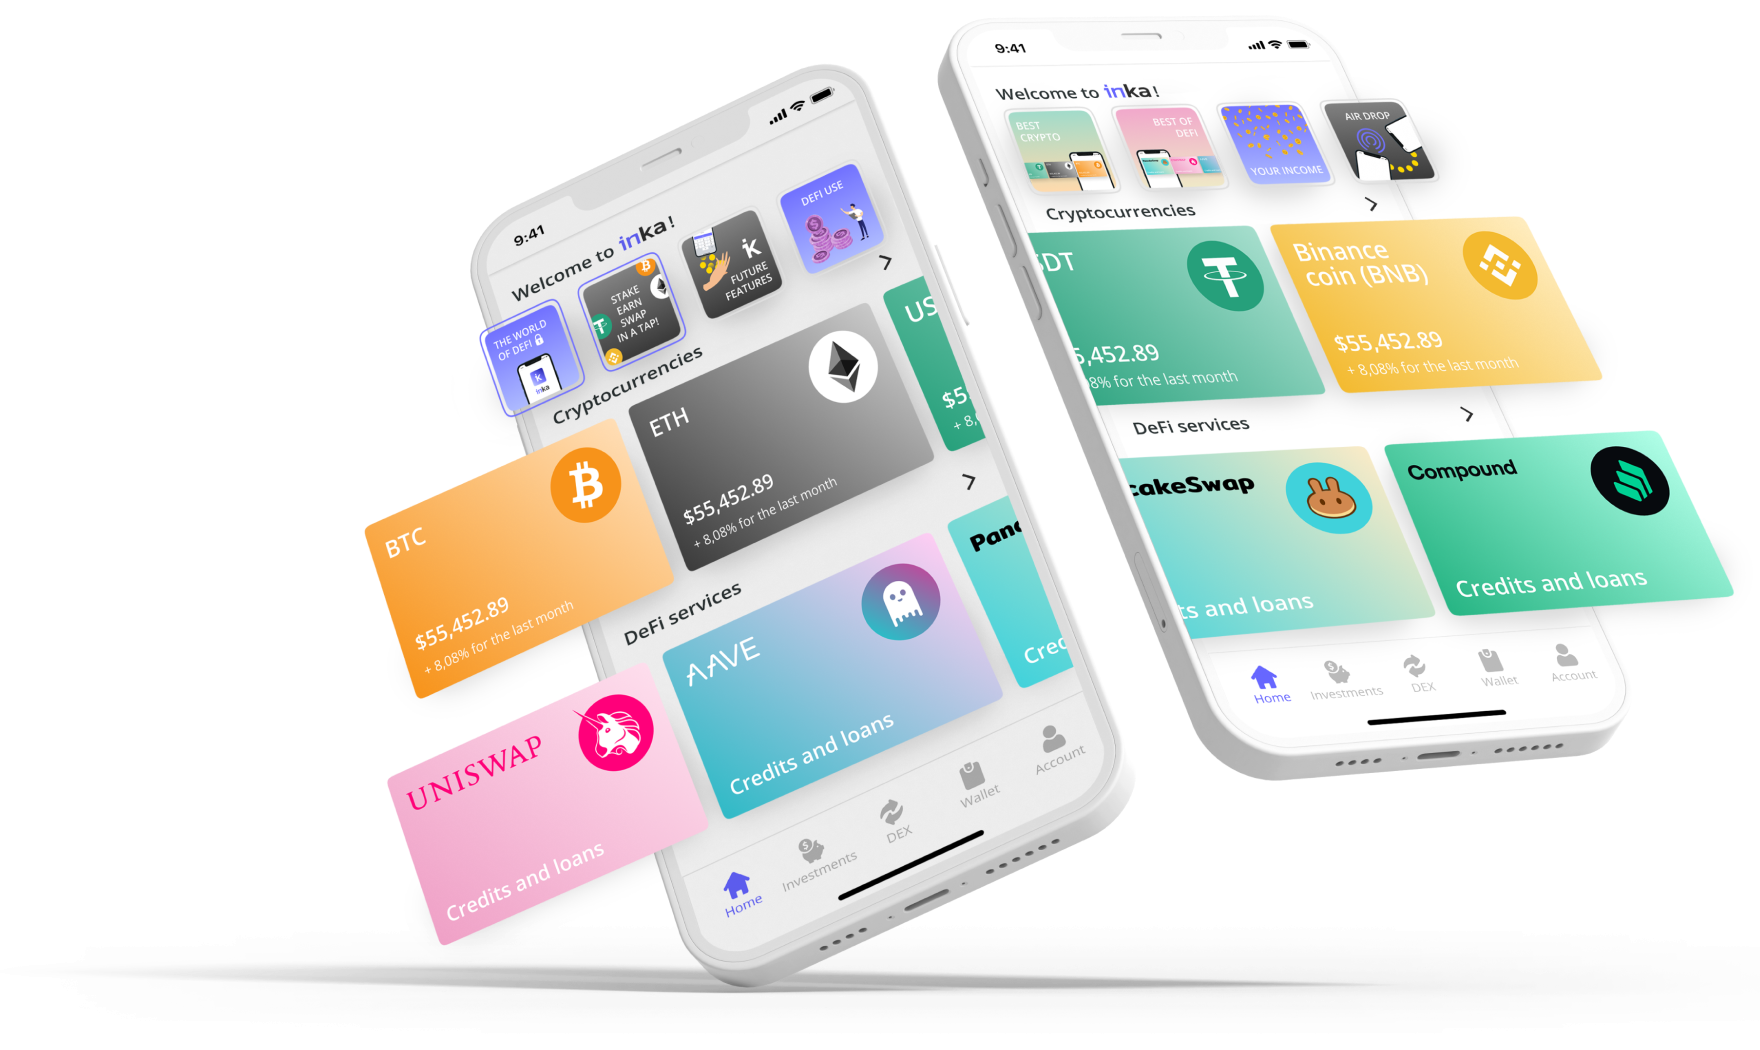 9:41
Welcome to inka!
THE WORLD
OF DEFI
inka
STAKE
EARN
SWAP
IN A TAP!
FUTURE
FEATURES
DEFI USE
Cryptocurrencies
BTC
$55,452.89
+ 8,08% for the last month
ETH
$55,452.89
+ 8,08% for the last month
US
$5
+ 8,
DeFi services
UNISWAP
Credits and loans
AAVE
Credits and loans
Panc
Cred
Home
Investments
DEX
Wallet
Account
9:41
Welcome to inka!
BEST
CRYPTO
BEST OF
DEFI
YOUR INCOME
AIR DROP
Cryptocurrencies
SDT
5,452.89
08% for the last month
Binance
coin (BNB)
$55,452.89
+ 8,08% for the last month
DeFi services
cakeSwap
ts and loans
Compound
Credits and loans
Home
Investments
DEX
Wallet
Account